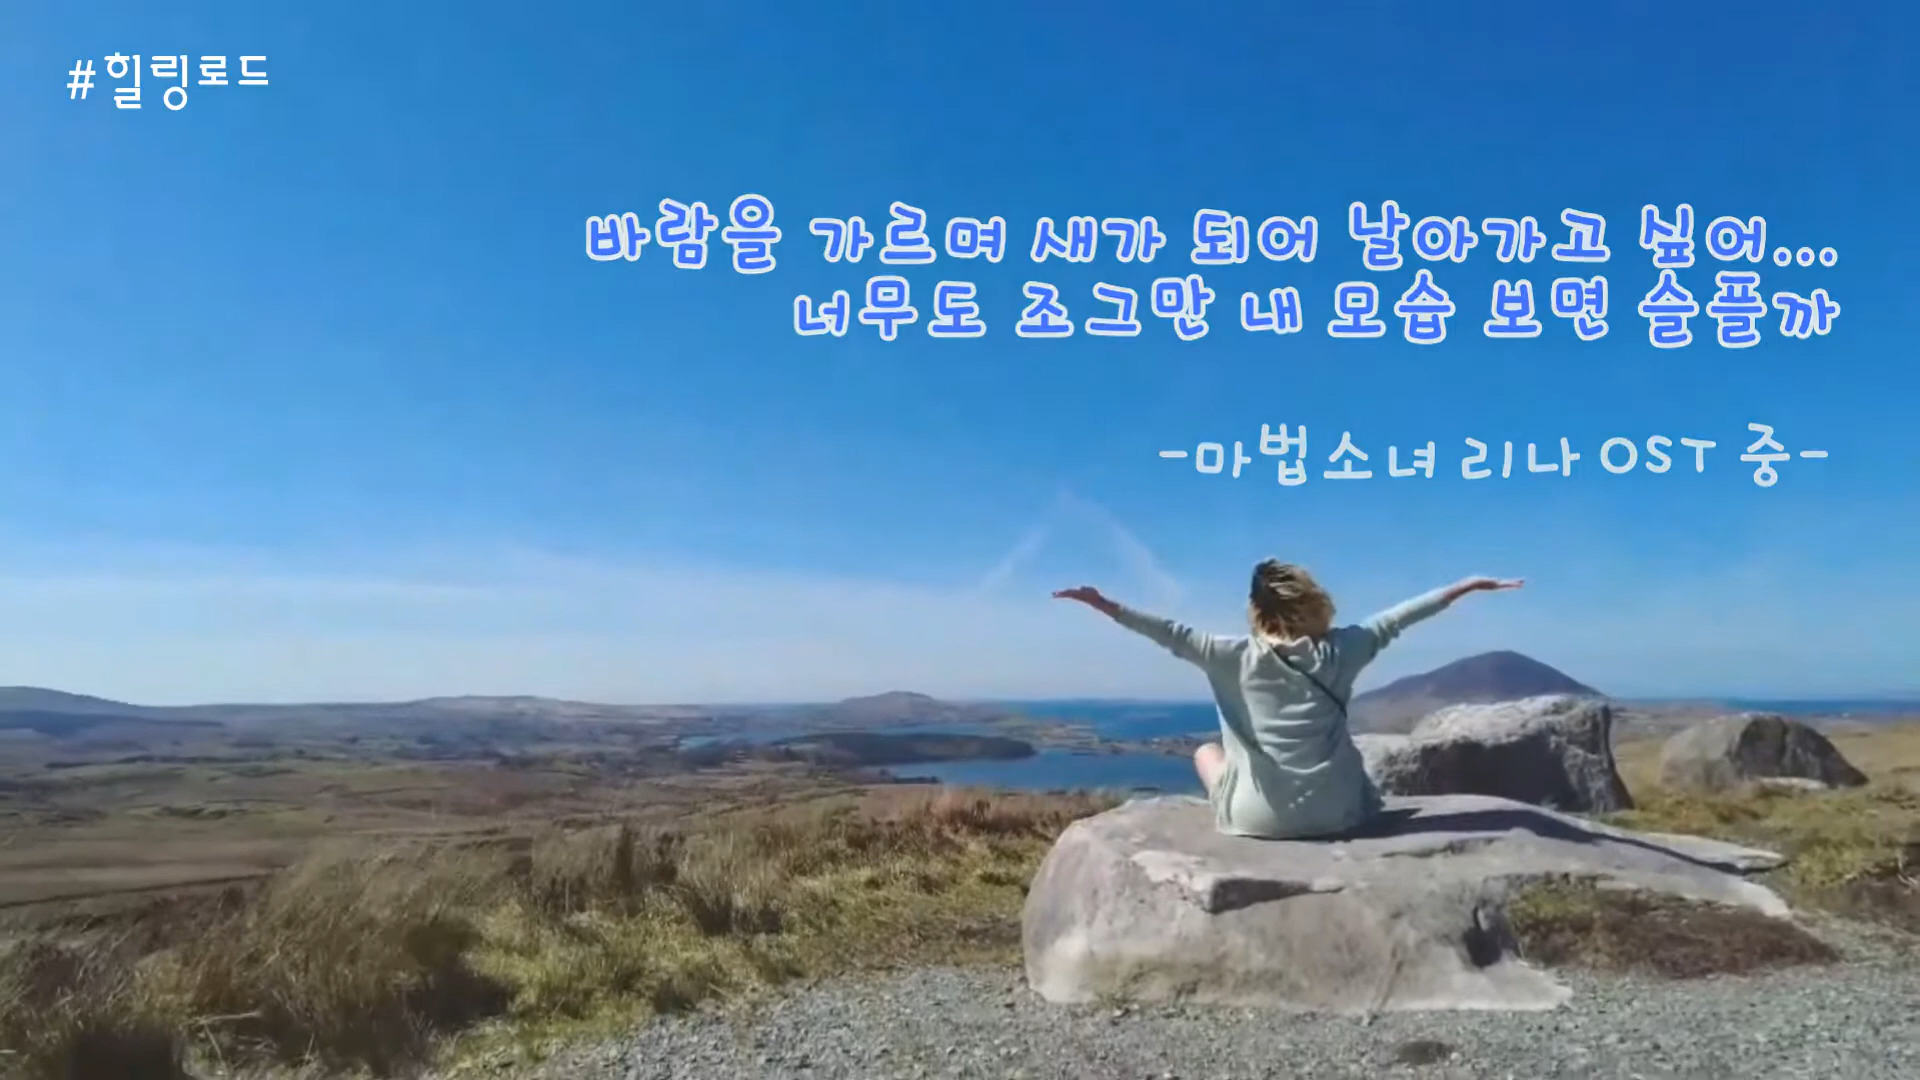 #힐링로드
바람을 가르며 새가 되어 날아가고 싶어...
너무도 조그만 내 모습 보면 슬플까
-마법소녀 리나 OST 중-